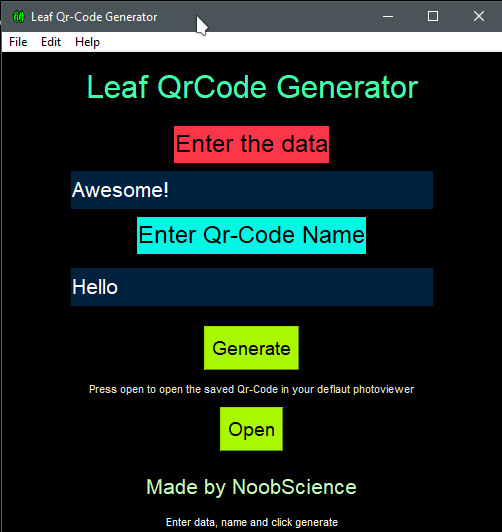 Leaf Qr-Code Generator
File Edit Help
Leaf QrCode Generator
Enter the data
Awesome!
Enter Qr-Code Name
Hello
Generate
Press open to open the saved Qr-Code in your deflaut photoviewer
Open
Made by NoobScience
Enter data, name and click generate